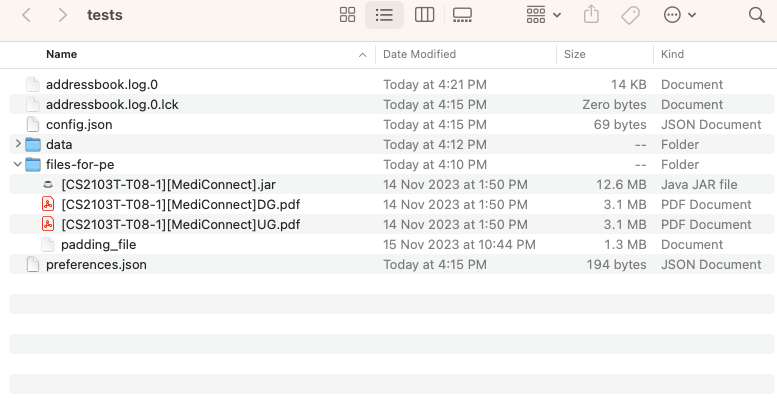 tests
Name Date Modified Size Kind
addressbook.log.0 Today at 4:21 PM 14 KB Document
addressbook.log.0.lck Today at 4:15 PM Zero bytes Document
config.json Today at 4:15 PM 69 bytes JSON Document
data Today at 4:12 PM -- Folder
files-for-pe Today at 4:10 PM -- Folder
[CS2103T-T08-1][MediConnect].jar 14 Nov 2023 at 1:50 PM 12.6 MB Java JAR file
[CS2103T-T08-1][MediConnect]DG.pdf 14 Nov 2023 at 1:50 PM 3.1 MB PDF Document
[CS2103T-T08-1][MediConnect]UG.pdf 14 Nov 2023 at 1:50 PM 3.1 MB PDF Document
padding_file 15 Nov 2023 at 10:44 PM 1.3 MB Document
preferences.json Today at 4:15 PM 194 bytes JSON Document